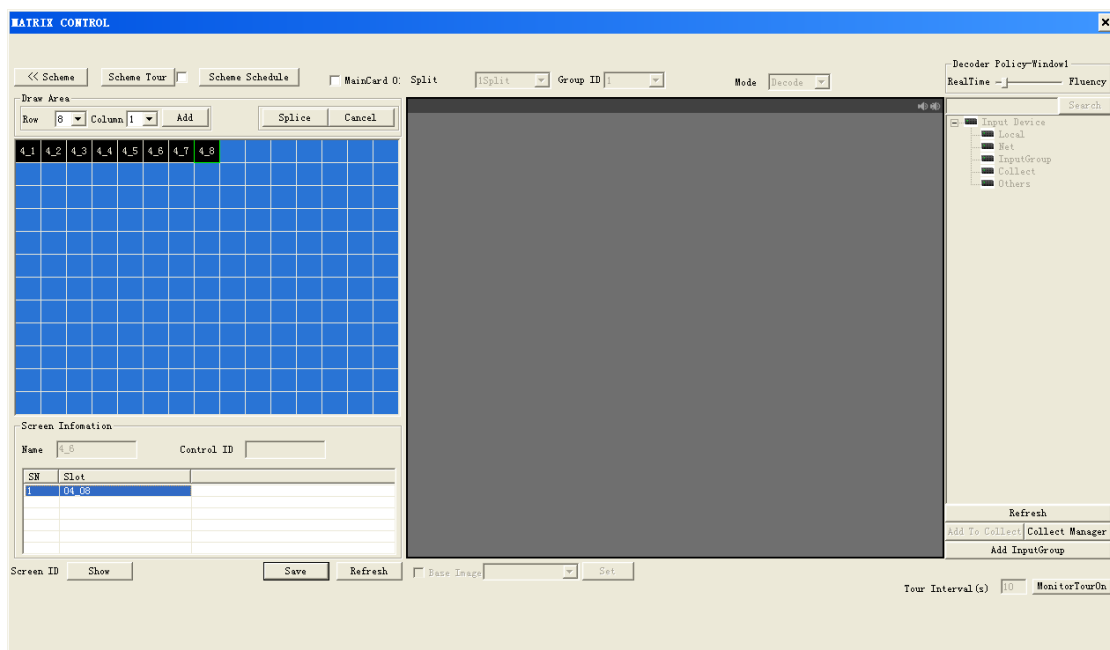 MATRIX CONTROL
<< Scheme Scheme Tour Scheme Schedule MainCard O: Split 1Split Group ID 1 Mode Decode
Decoder Policy-Window1
RealTime Fluency
Draw Area
Row 8 Column 1 Add Splice Cancel
Search
4_1 4_2 4_3 4_4 4_5 4_6 4_7 4_8
Input Device
Local
Net
InputGroup
Collect
Others
Screen Infomation
Name 4_6 Control ID
SN Slot
1 04_08
Refresh
Add To Collect Collect Manager
Add InputGroup
Screen ID Show Save Refresh Base Image Set
Tour Interval(s) 10 MonitorTourOn